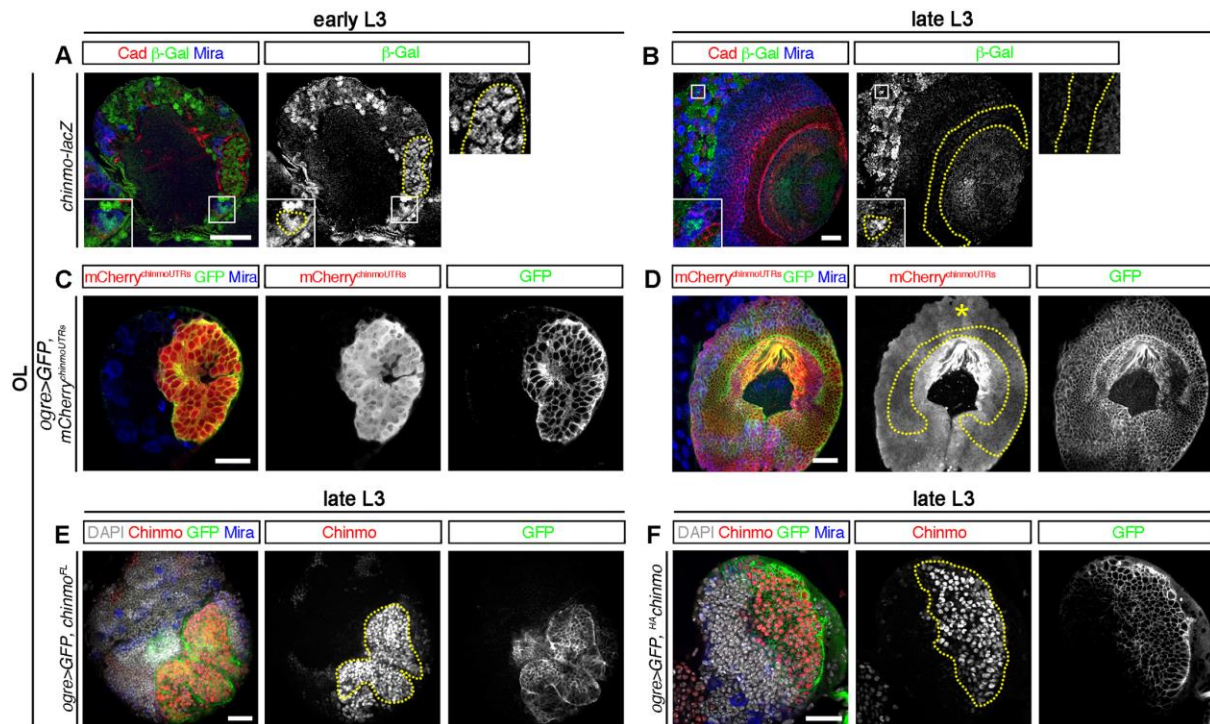 early L3
late L3
A
Cad β-Gal Mira
β-Gal
B
Cad β-Gal Mira
β-Gal
chinmo-lacZ
OL
C
mCherrychinmoUTRs GFP Mira
mCherrychinmoUTRs
GFP
D
mCherrychinmoUTRs GFP Mira
mCherrychinmoUTRs
GFP
*
ogre>GFP,
mCherrychinmoUTRs
late L3
late L3
E
DAPI Chinmo GFP Mira
Chinmo
GFP
F
DAPI Chinmo GFP Mira
Chinmo
GFP
ogre>GFP, chinmoFL
ogre>GFP, HAchinmo